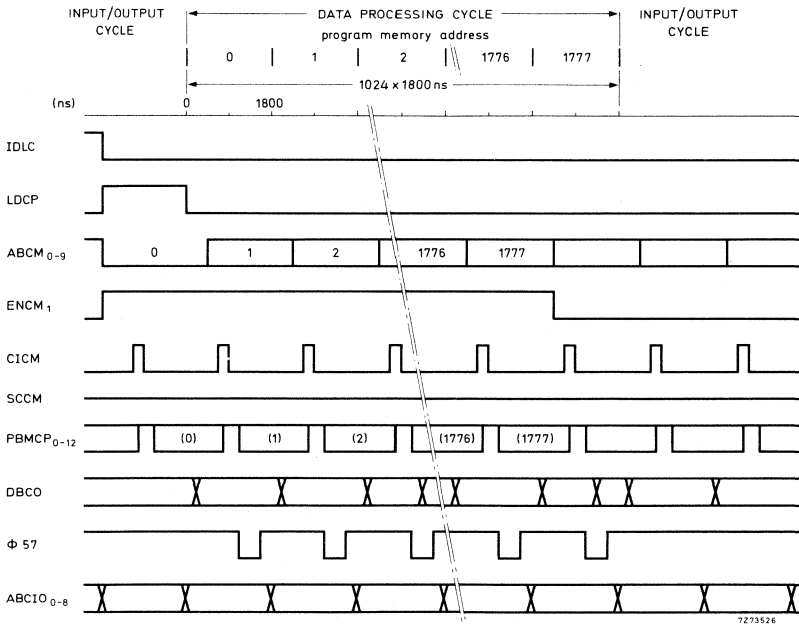 INPUT/OUTPUT CYCLE
DATA PROCESSING CYCLE
INPUT/OUTPUT CYCLE
program memory address
0 1 2 1776 1777
1024 x 1800 ns
(ns) 0 1800
IDLC
LDCP
ABCM 0-9 0 1 2 1776 1777
ENCM 1
CICM
SCCM
PBMCP 0-12 (0) (1) (2) (1776) (1777)
DBCO
Φ 57
ABCIO 0-8
7Z73526